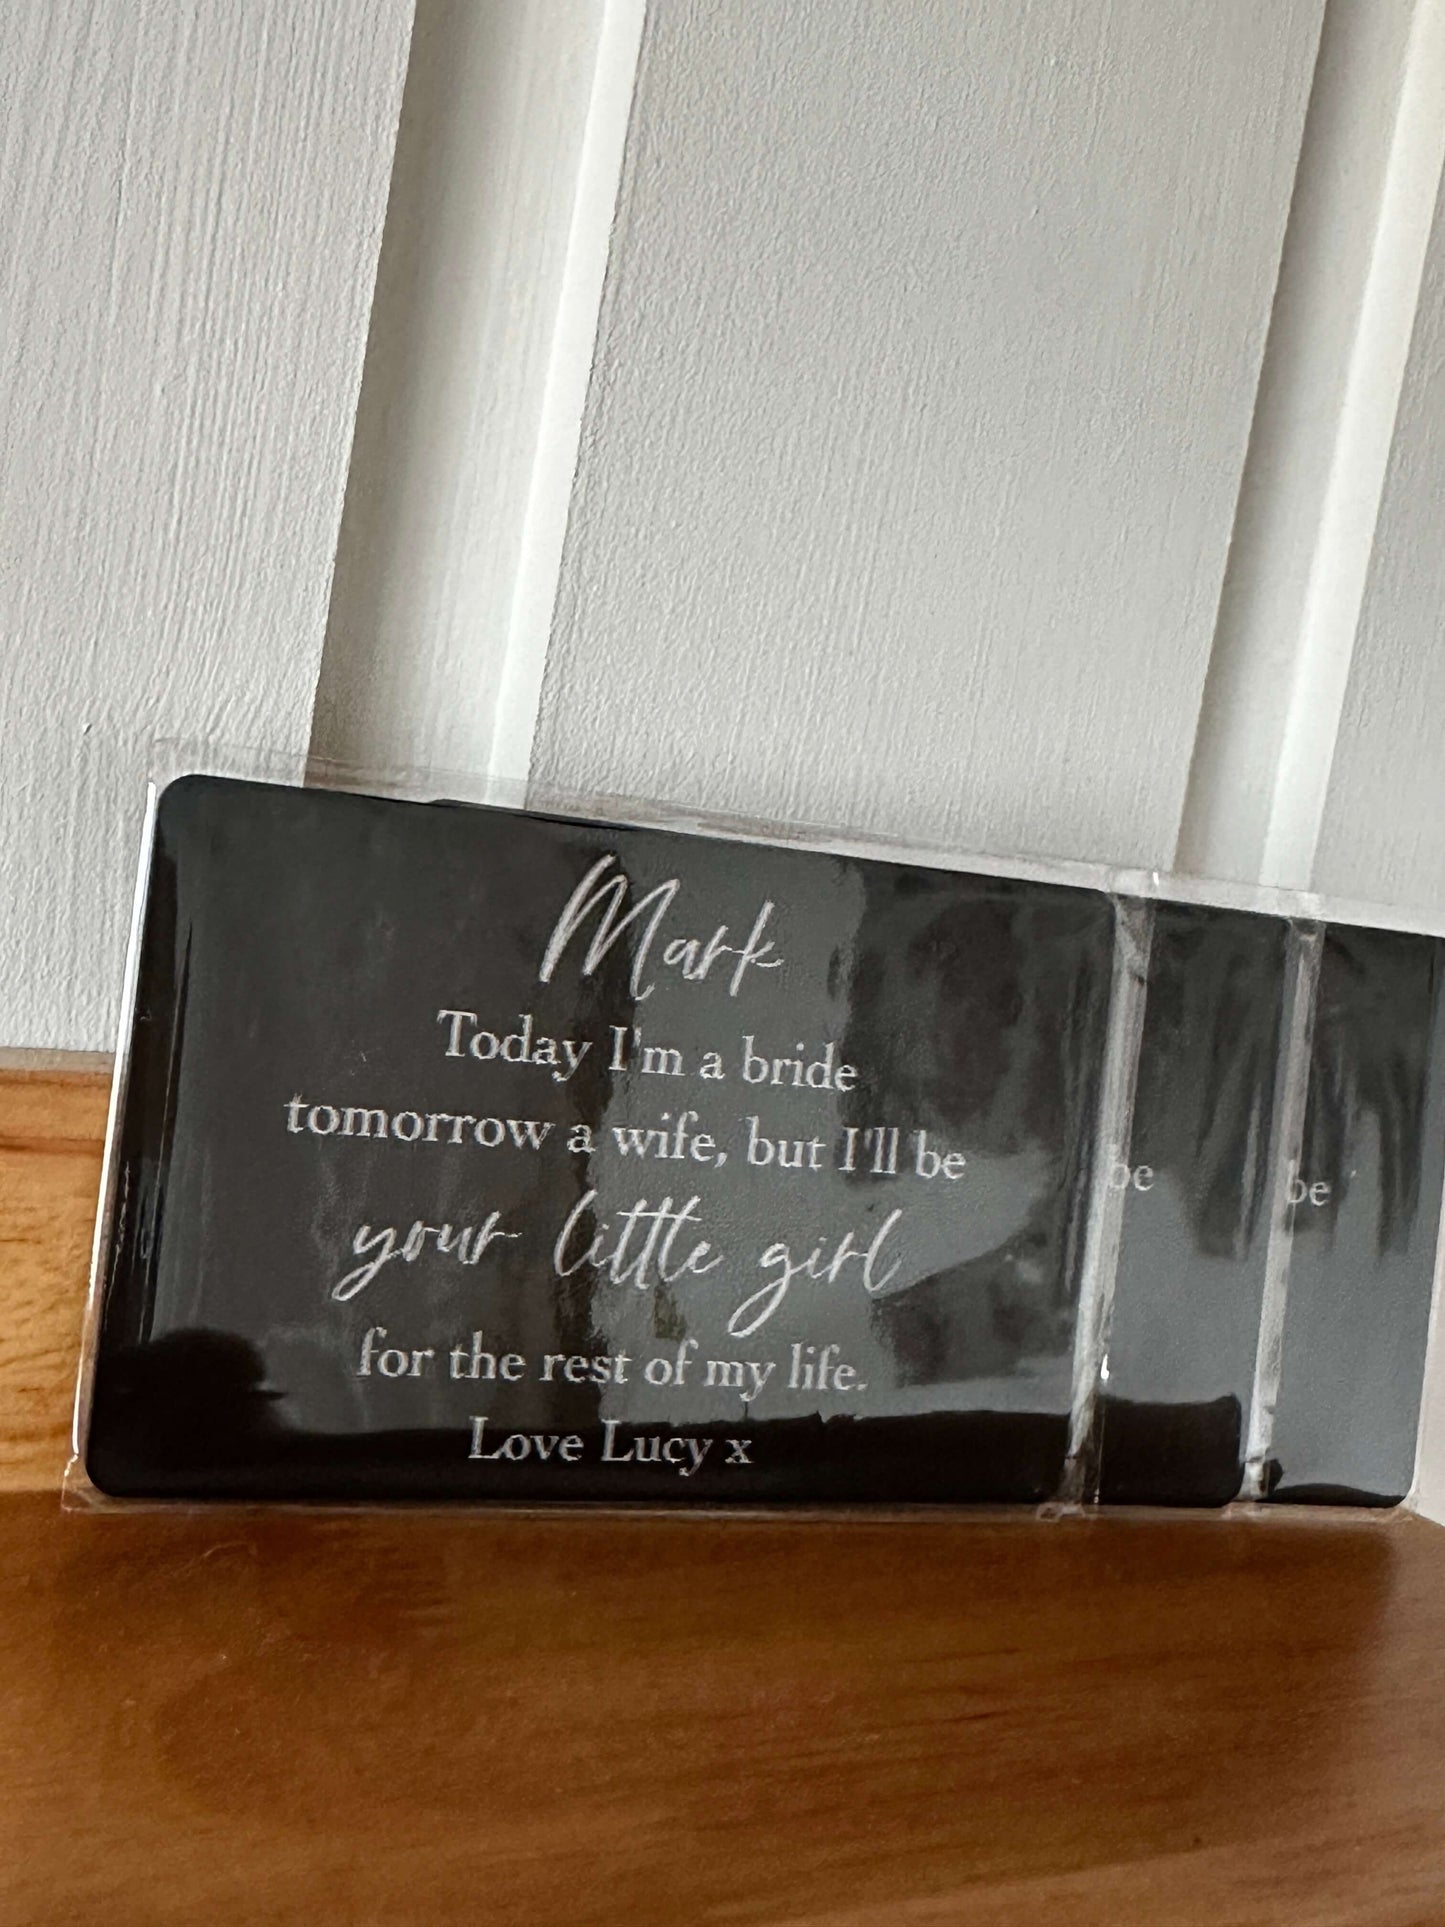 Mark
Today I'm a bride
tomorrow a wife, but I'll be
your little girl
for the rest of my life.
Love Lucy x
be
be